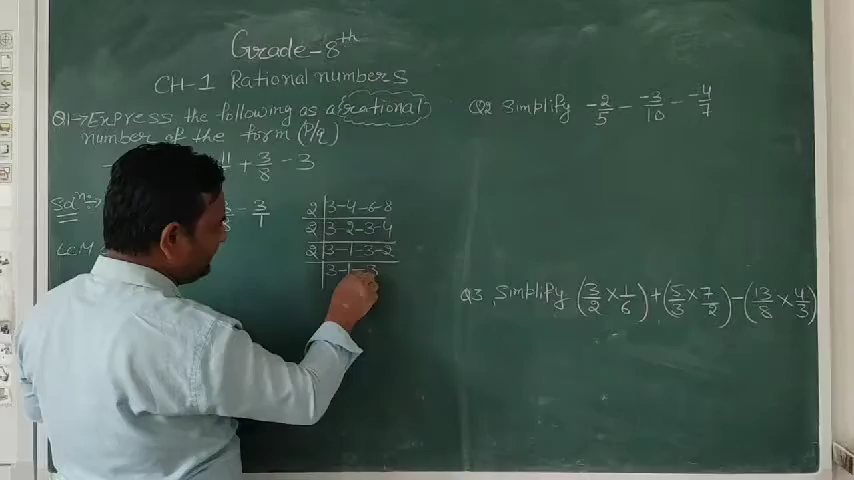 Grade-8th
CH-1 Rational numbers
Q1→ Express the following as a rational
number of the form (P/q)
11 + 3/8 - 3
Solⁿ:→
- 3/1
LCM
2 | 3-4-6-8
2 | 3-2-3-4
2 | 3-1-3-2
3-1-3
Q2 Simplify -2/5 - -3/10 - -4/7
Q3, Simplify (3/2 × 1/6) + (5/3 × 7/2) - (13/8 × 4/3)